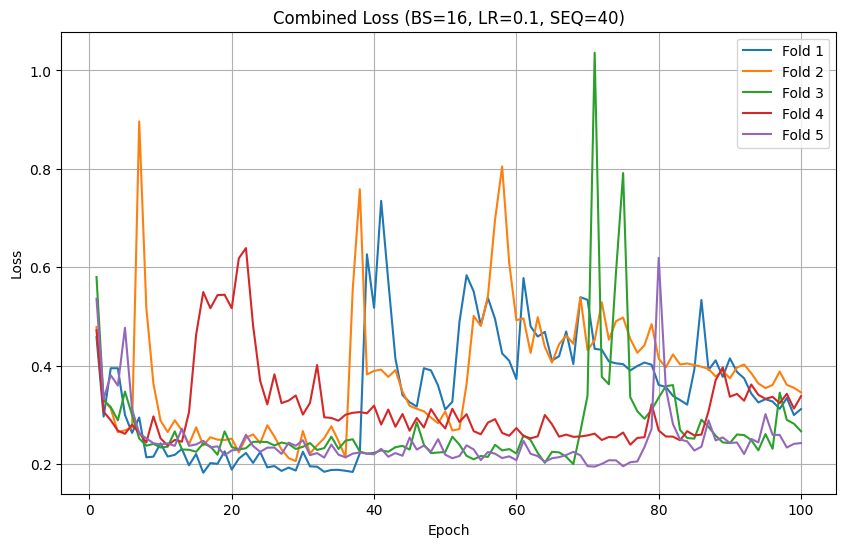 Combined Loss (BS=16, LR=0.1, SEQ=40)
Fold 1
Fold 2
Fold 3
Fold 4
Fold 5
Loss
1.0
0.8
0.6
0.4
0.2
0
20
40
60
80
100
Epoch